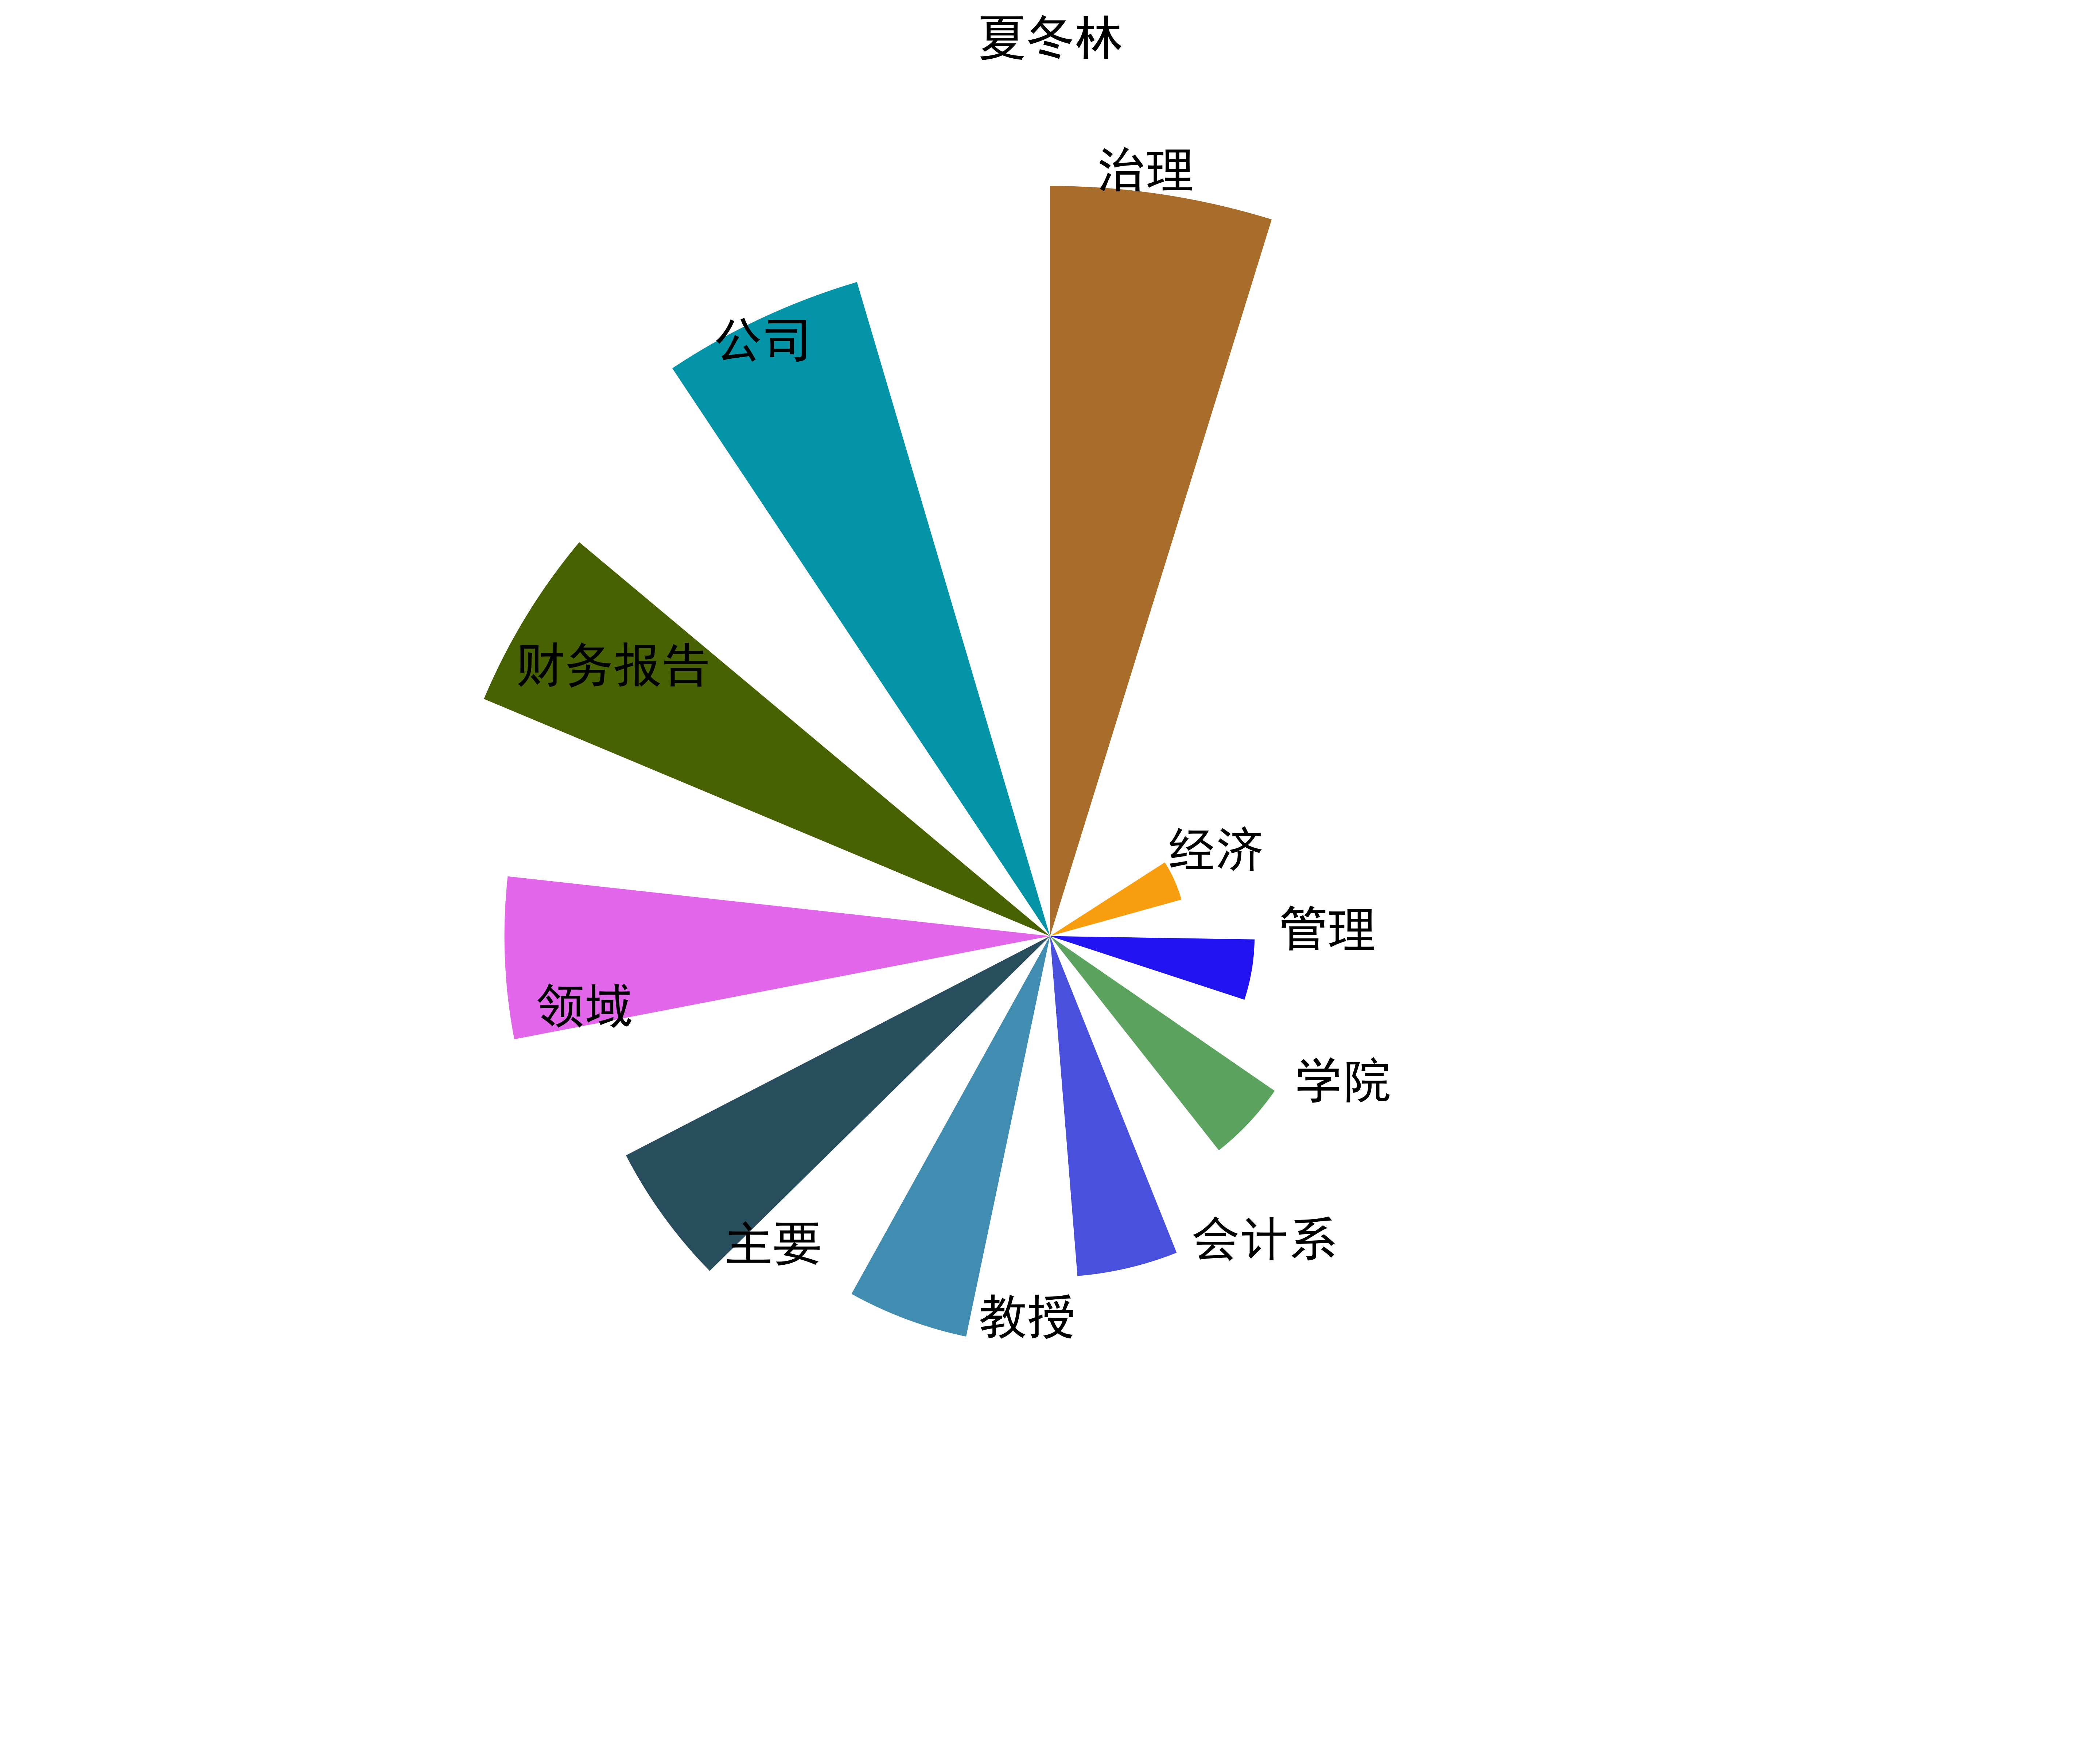 夏冬林
治理
公司
财务报告
经济
管理
领域
学院
会计系
主要
教授